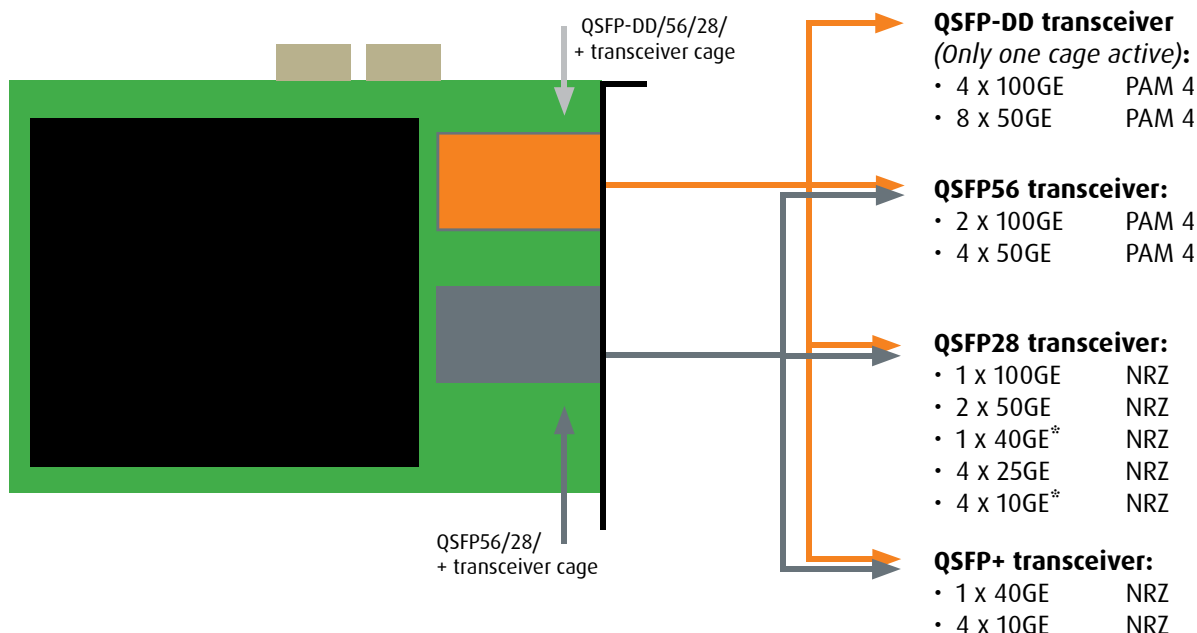 QSFP-DD/56/28/
+ transceiver cage
QSFP56/28/
+ transceiver cage
QSFP-DD transceiver
(Only one cage active):
• 4 x 100GE PAM 4
• 8 x 50GE PAM 4
QSFP56 transceiver:
• 2 x 100GE PAM 4
• 4 x 50GE PAM 4
QSFP28 transceiver:
• 1 x 100GE NRZ
• 2 x 50GE NRZ
• 1 x 40GE* NRZ
• 4 x 25GE NRZ
• 4 x 10GE* NRZ
QSFP+ transceiver:
• 1 x 40GE NRZ
• 4 x 10GE NRZ